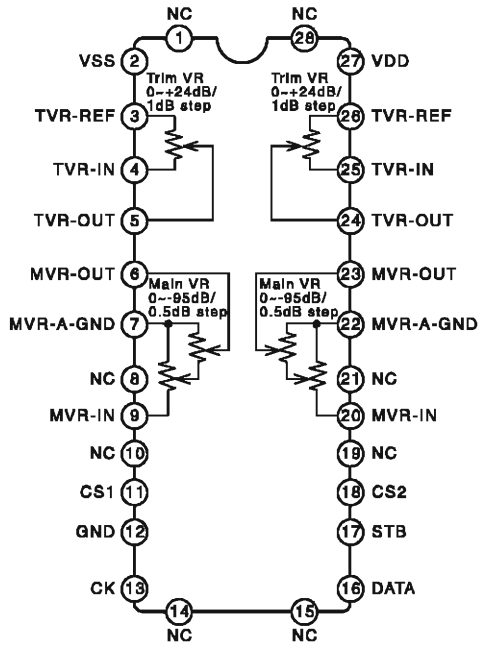 NC NC
1 28
VSS 2 27 VDD
Trim VR Trim VR
0~+24dB/ 0~+24dB/
1dB step 1dB step
TVR-REF 3 26 TVR-REF
TVR-IN 4 25 TVR-IN
TVR-OUT 5 24 TVR-OUT
MVR-OUT 6 23 MVR-OUT
Main VR Main VR
0~-95dB/ 0~-95dB/
0.5dB step 0.5dB step
MVR-A-GND 7 22 MVR-A-GND
NC 8 21 NC
MVR-IN 9 20 MVR-IN
NC 10 19 NC
CS1 11 18 CS2
GND 12 17 STB
CK 13 16 DATA
14 15
NC NC